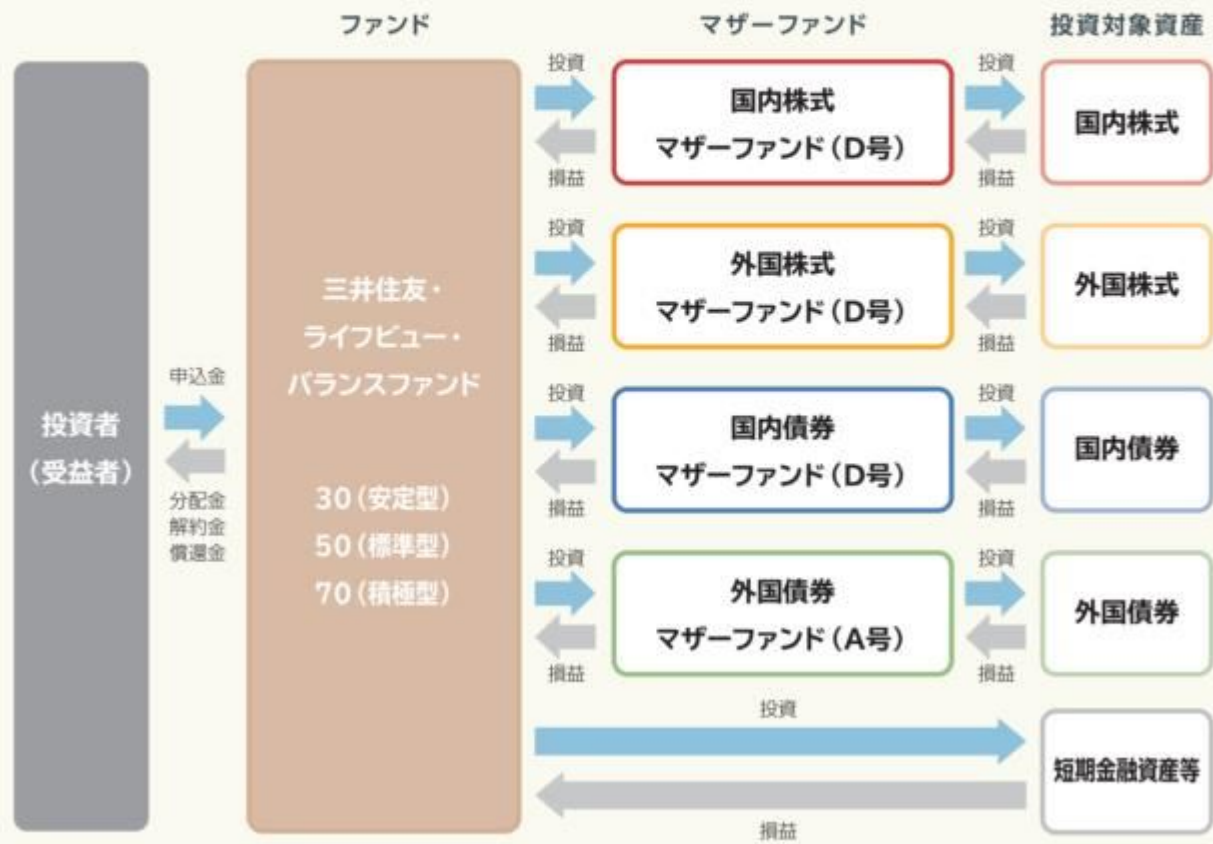 ファンド
マザーファンド
投資対象資産
投資者
(受益者)
申込金
分配金
解約金
償還金
三井住友・
ライフビュー・
バランスファンド
30(安定型)
50(標準型)
70(積極型)
投資
損益
国内株式
マザーファンド(D号)
投資
損益
国内株式
投資
損益
外国株式
マザーファンド(D号)
投資
損益
外国株式
投資
損益
国内債券
マザーファンド(D号)
投資
損益
国内債券
投資
損益
外国債券
マザーファンド(A号)
投資
損益
外国債券
投資
損益
短期金融資産等